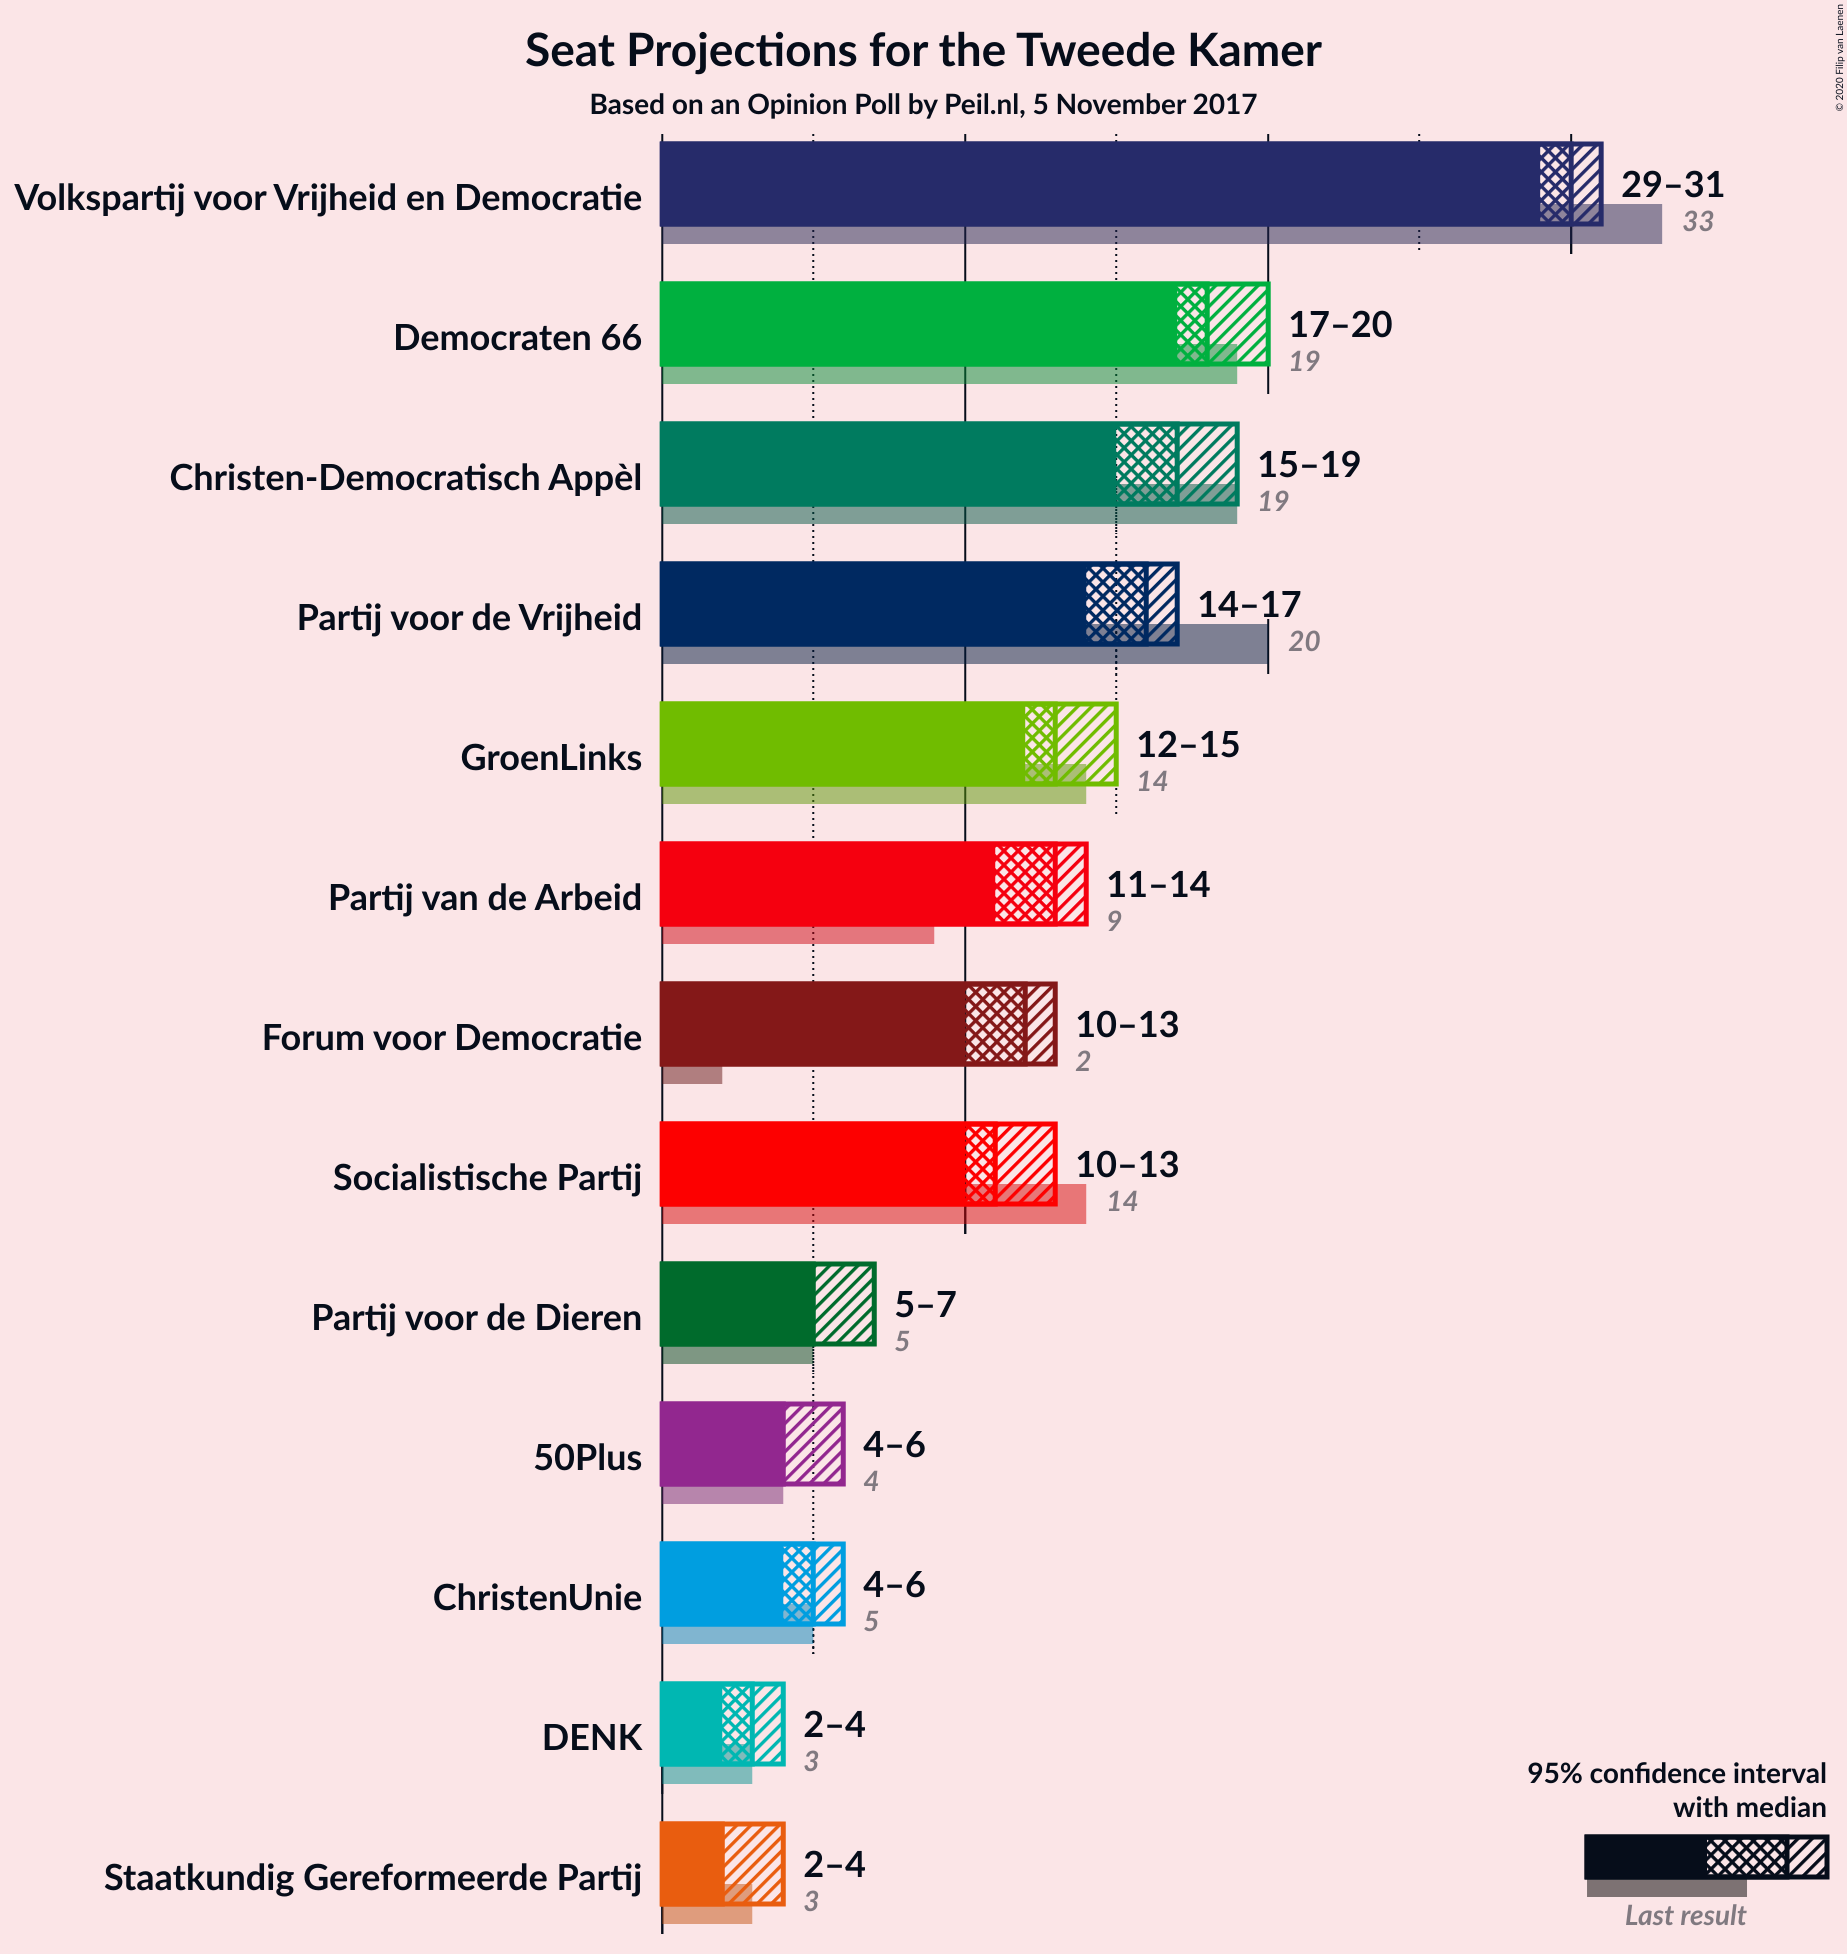 Seat Projections for the Tweede Kamer
Based on an Opinion Poll by Peil.nl, 5 November 2017
© 2020 Filip van Laenen
Volkspartij voor Vrijheid en Democratie
29–31
33
Democraten 66
17–20
19
Christen-Democratisch Appèl
15–19
19
Partij voor de Vrijheid
14–17
20
GroenLinks
12–15
14
Partij van de Arbeid
11–14
9
Forum voor Democratie
10–13
2
Socialistische Partij
10–13
14
Partij voor de Dieren
5–7
5
50Plus
4–6
4
ChristenUnie
4–6
5
DENK
2–4
3
Staatkundig Gereformeerde Partij
2–4
3
95% confidence interval
with median
Last result